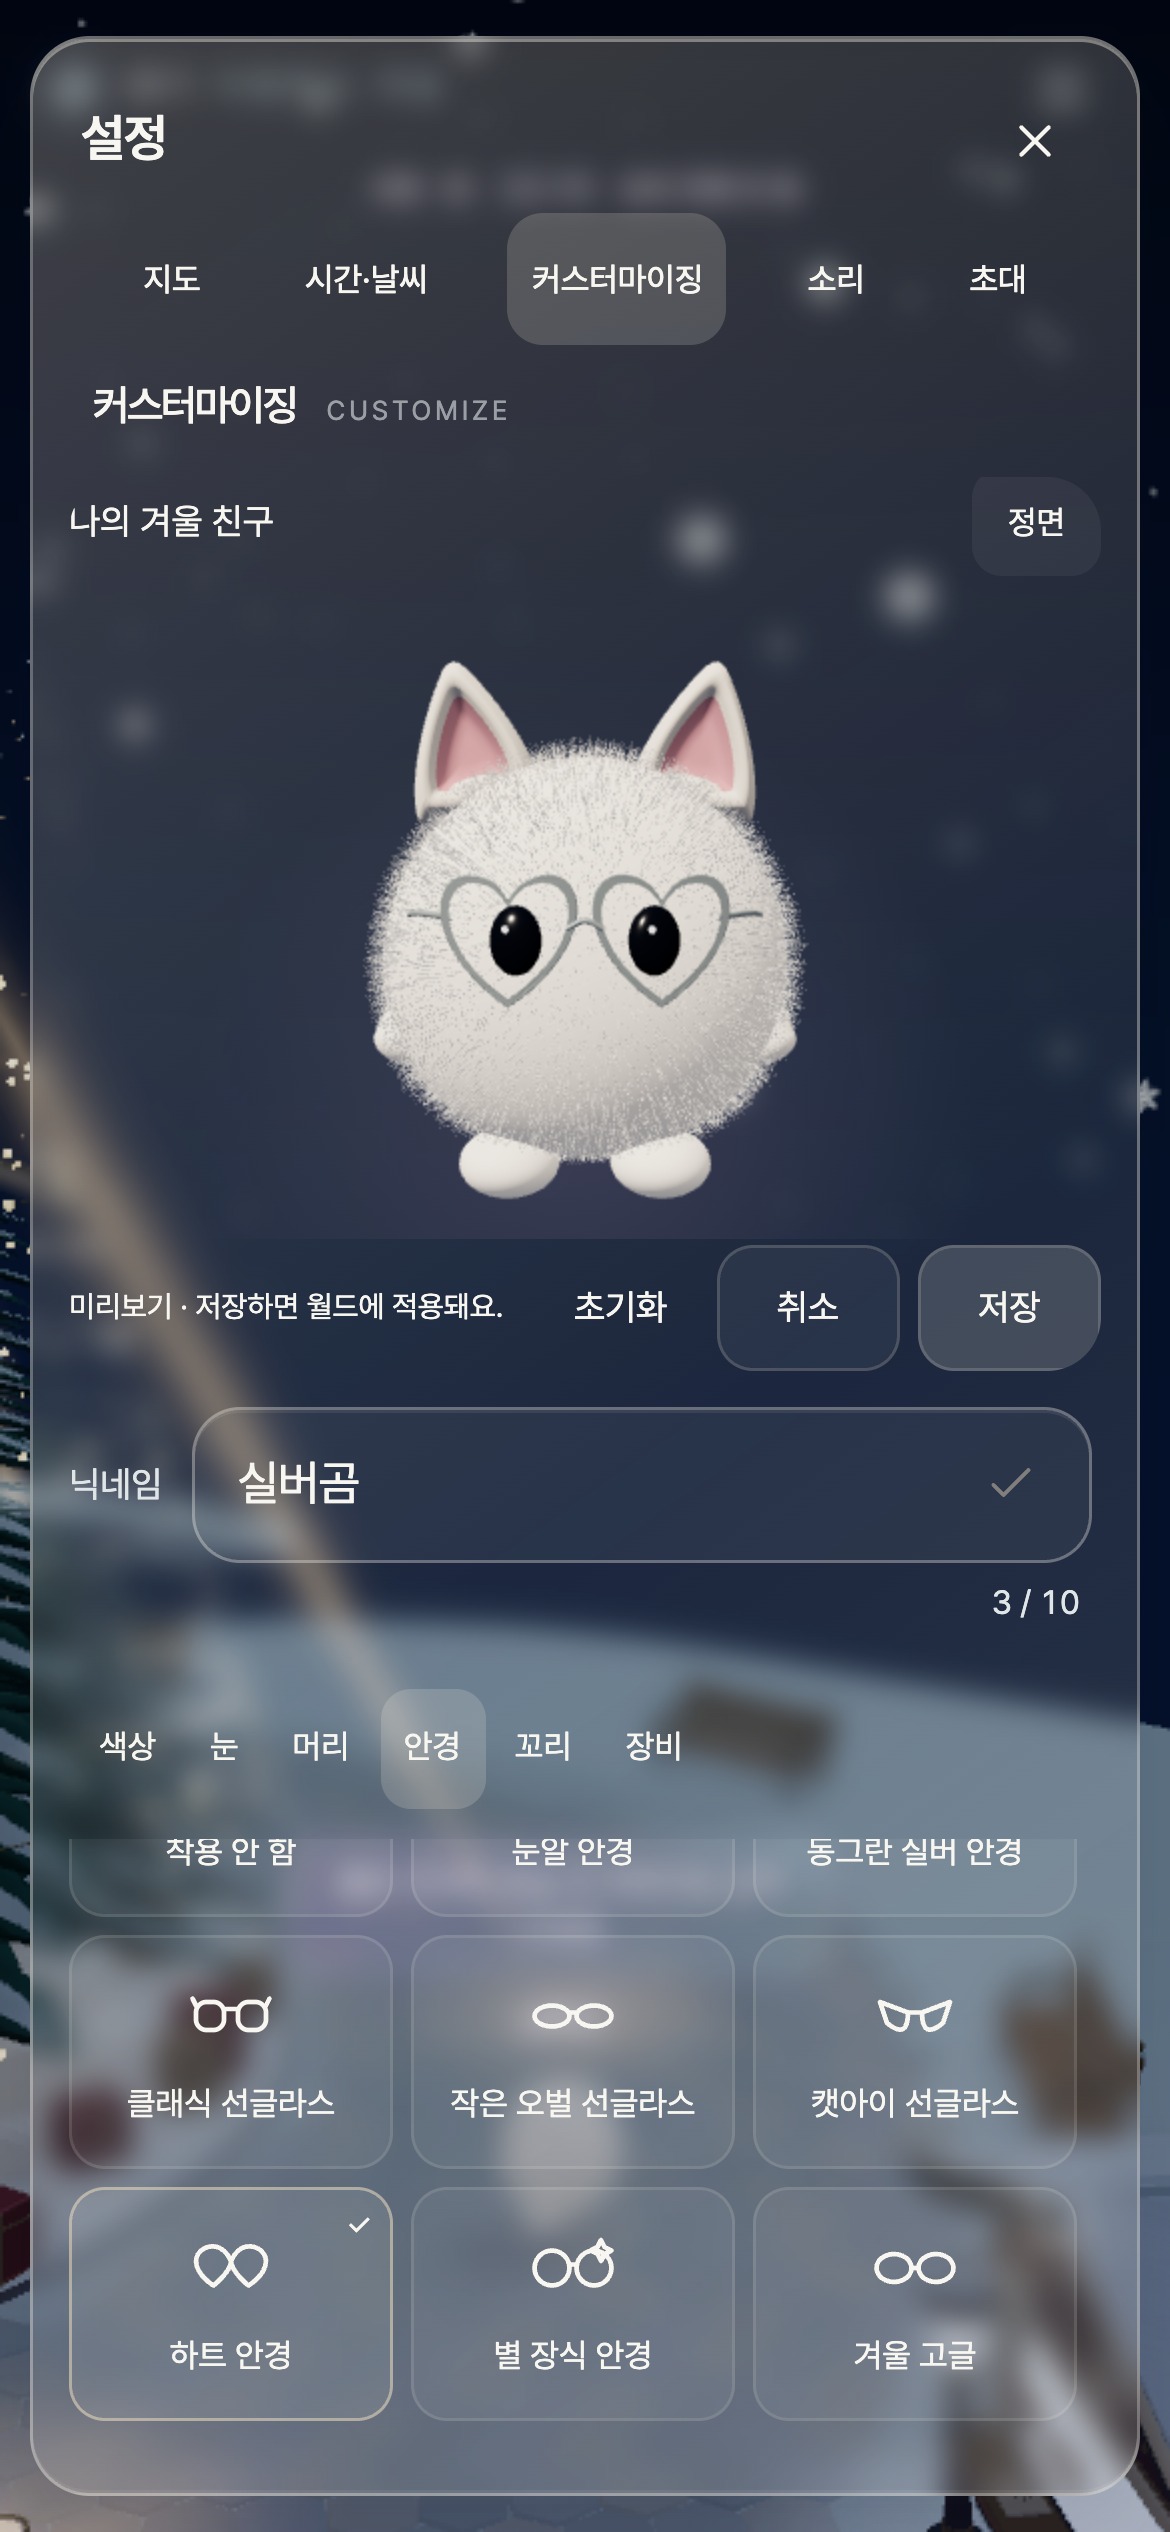 설정
지도 시간·날씨 커스터마이징 소리 초대
커스터마이징 CUSTOMIZE
나의 겨울 친구 정면
미리보기 · 저장하면 월드에 적용돼요. 초기화 취소 저장
닉네임 실버곰
3 / 10
색상 눈 머리 안경 꼬리 장비
착용 안 함 눈알 안경 동그란 실버 안경
클래식 선글라스 작은 오벌 선글라스 캣아이 선글라스
하트 안경 별 장식 안경 겨울 고글